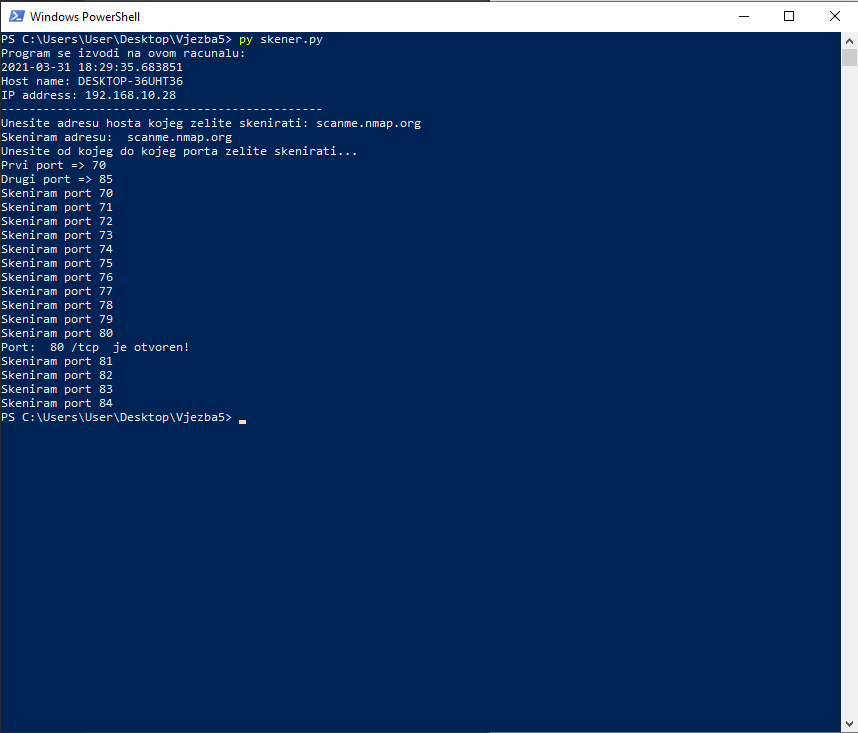 Windows PowerShell
PS C:\Users\User\Desktop\Vjezba5> py skener.py
Program se izvodi na ovom racunalu:
2021-03-31 18:29:35.683851
Host name: DESKTOP-36UHT36
IP address: 192.168.10.28
----------------------------------------------
Unesite adresu hosta kojeg zelite skenirati: scanme.nmap.org
Skeniram adresu:  scanme.nmap.org
Unesite od kojeg do kojeg porta zelite skenirati...
Prvi port => 70
Drugi port => 85
Skeniram port 70
Skeniram port 71
Skeniram port 72
Skeniram port 73
Skeniram port 74
Skeniram port 75
Skeniram port 76
Skeniram port 77
Skeniram port 78
Skeniram port 79
Skeniram port 80
Port:  80 /tcp  je otvoren!
Skeniram port 81
Skeniram port 82
Skeniram port 83
Skeniram port 84
PS C:\Users\User\Desktop\Vjezba5>